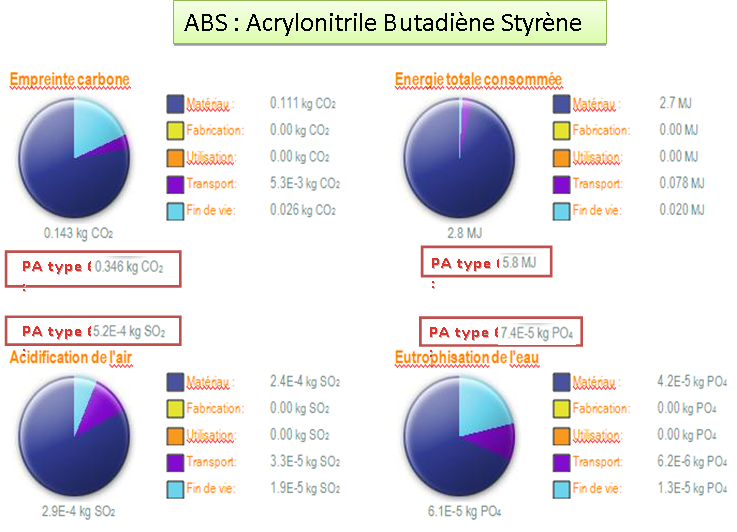 ABS : Acrylonitrile Butadiène Styrène
Empreinte carbone
Matériau : 0.111 kg CO₂
Fabrication: 0.00 kg CO₂
Utilisation: 0.00 kg CO₂
Transport: 5.3E-3 kg CO₂
Fin de vie: 0.026 kg CO₂
0.143 kg CO₂
PA type 0.346 kg CO₂
:
Energie totale consommée
Matériau : 2.7 MJ
Fabrication: 0.00 MJ
Utilisation: 0.00 MJ
Transport: 0.078 MJ
Fin de vie: 0.020 MJ
2.8 MJ
PA type 5.8 MJ
:
PA type 5.2E-4 kg SO₂
Acidification de l'air
Matériau : 2.4E-4 kg SO₂
Fabrication: 0.00 kg SO₂
Utilisation: 0.00 kg SO₂
Transport: 3.3E-5 kg SO₂
Fin de vie: 1.9E-5 kg SO₂
2.9E-4 kg SO₂
PA type 7.4E-5 kg PO₄
Eutrophisation de l'eau
Matériau : 4.2E-5 kg PO₄
Fabrication: 0.00 kg PO₄
Utilisation: 0.00 kg PO₄
Transport: 6.2E-6 kg PO₄
Fin de vie: 1.3E-5 kg PO₄
6.1E-5 kg PO₄